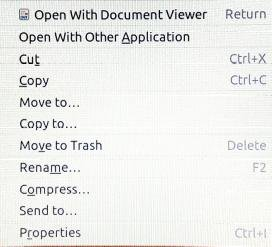 Open With Document Viewer Return
Open With Other Application
Cut Ctrl+X
Copy Ctrl+C
Move to...
Copy to...
Move to Trash Delete
Rename... F2
Compress...
Send to...
Properties Ctrl+I